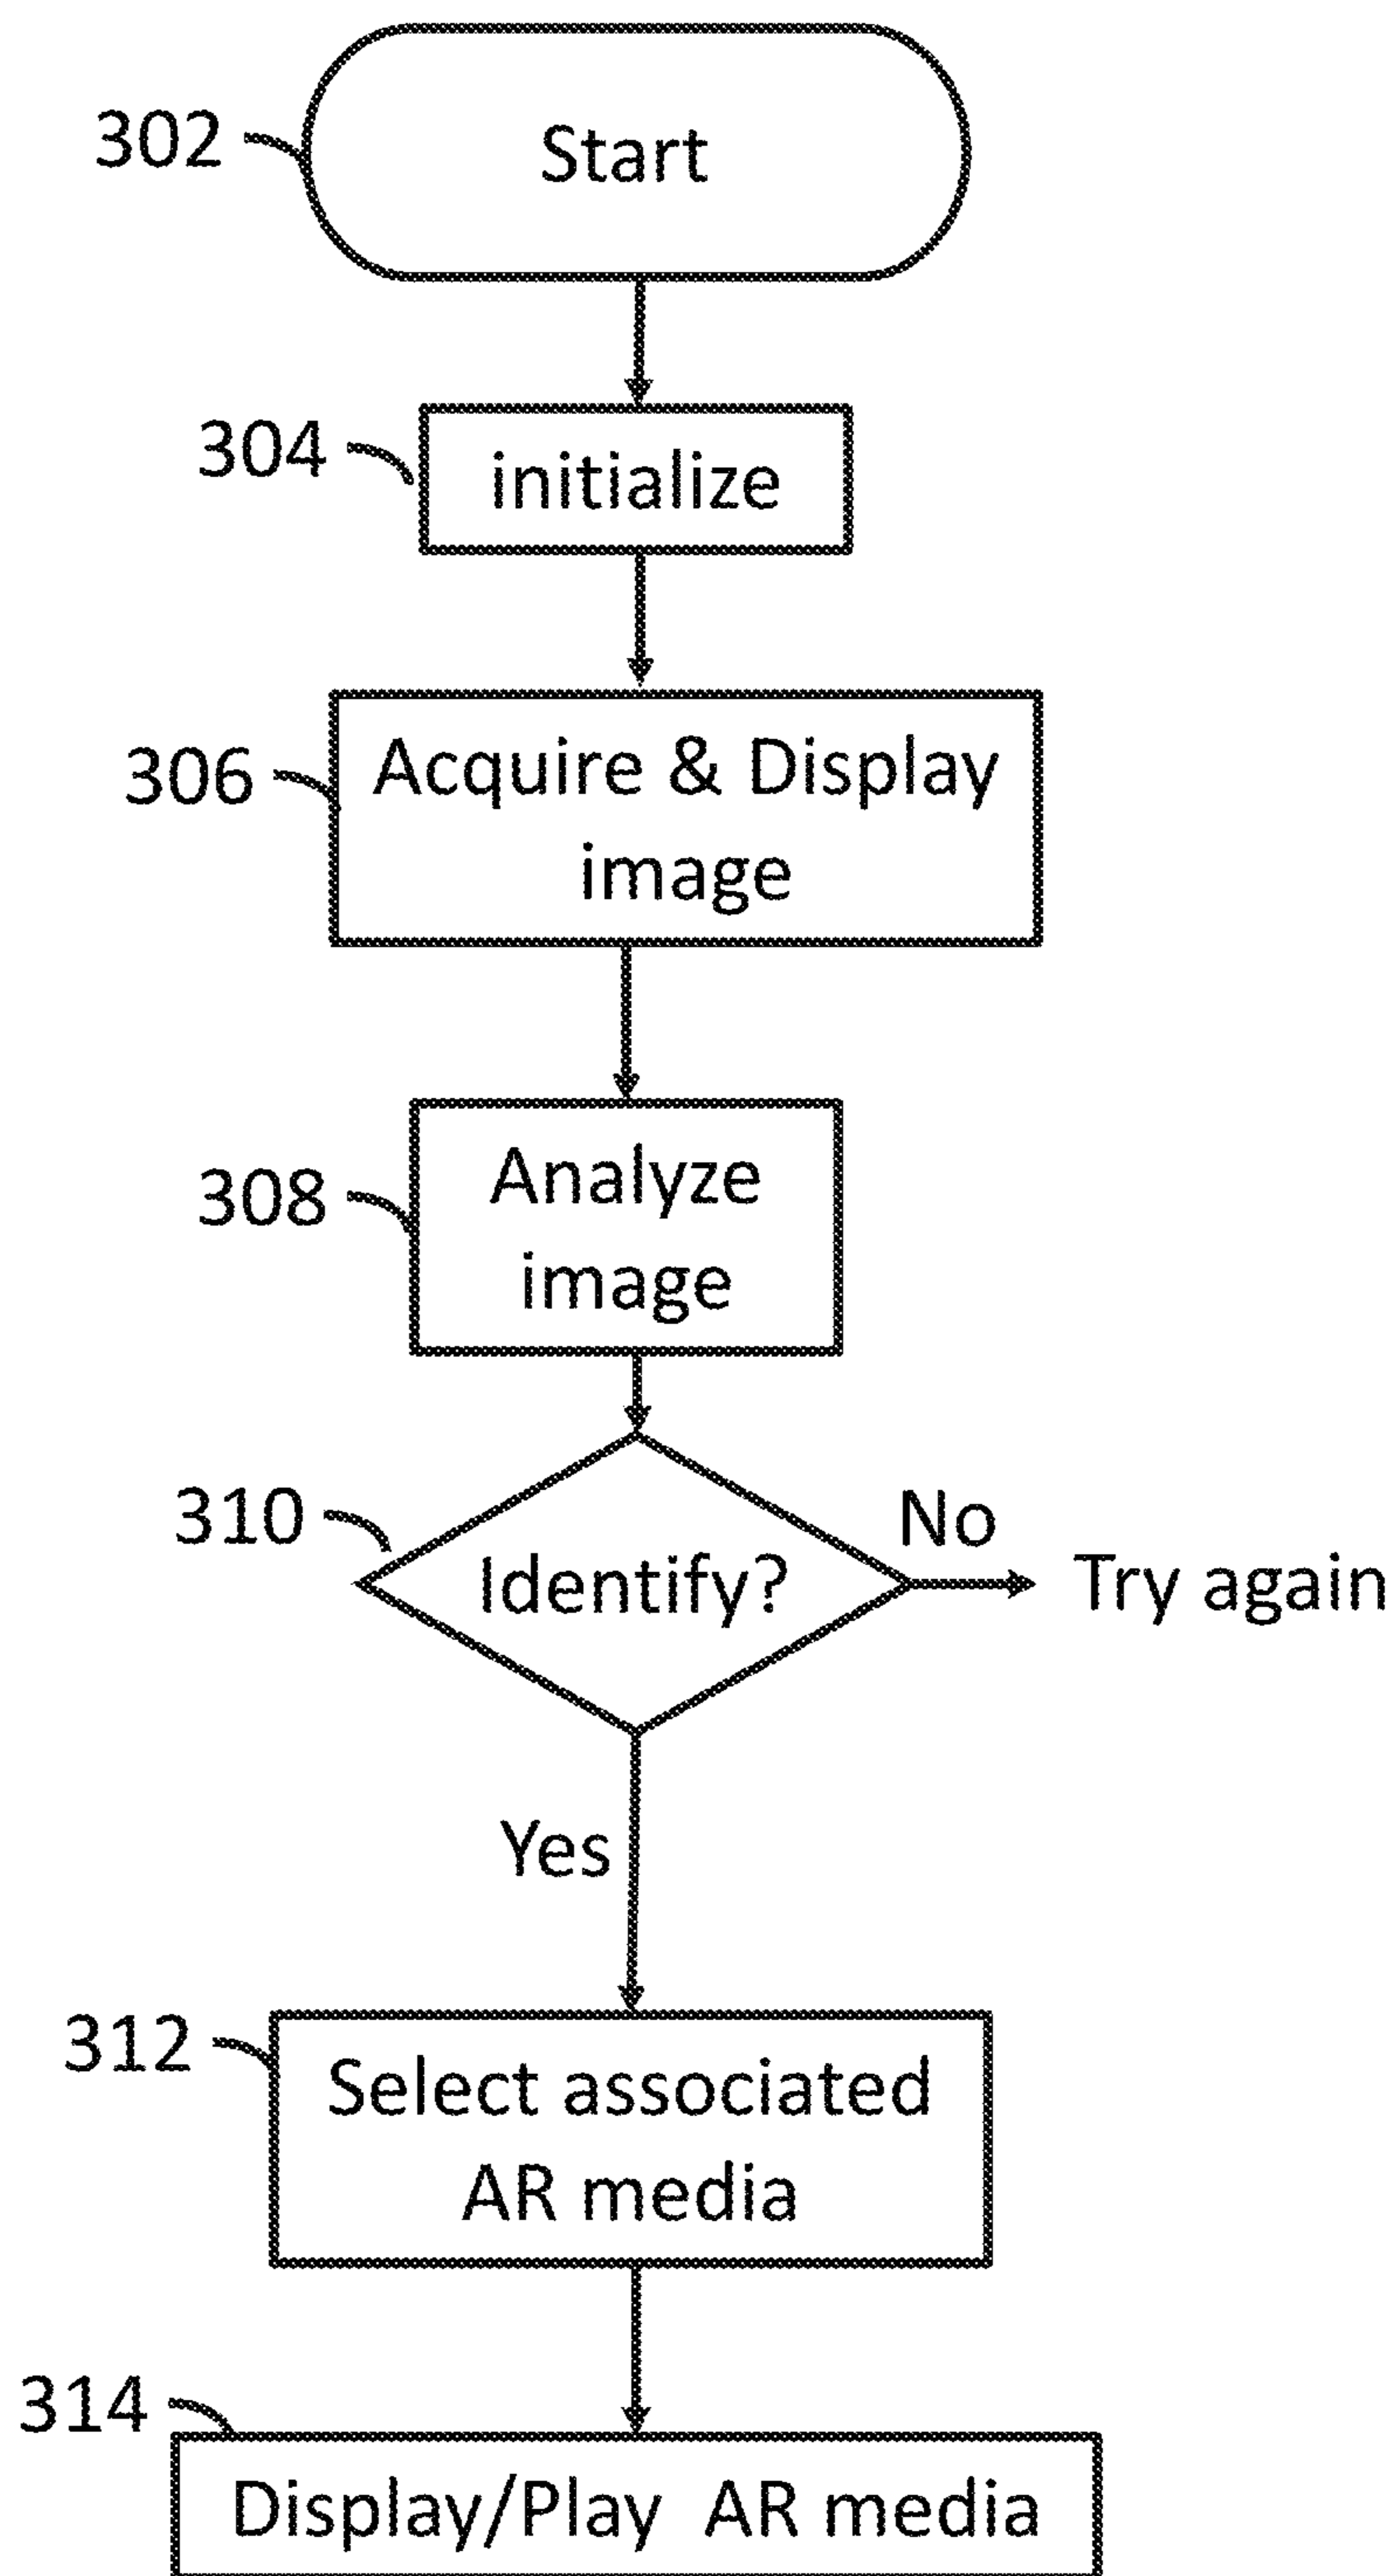 302
Start
304
initialize
306
Acquire & Display
image
308
Analyze
image
310
Identify?
No
Try again
Yes
312
Select associated
AR media
314
Display/Play AR media